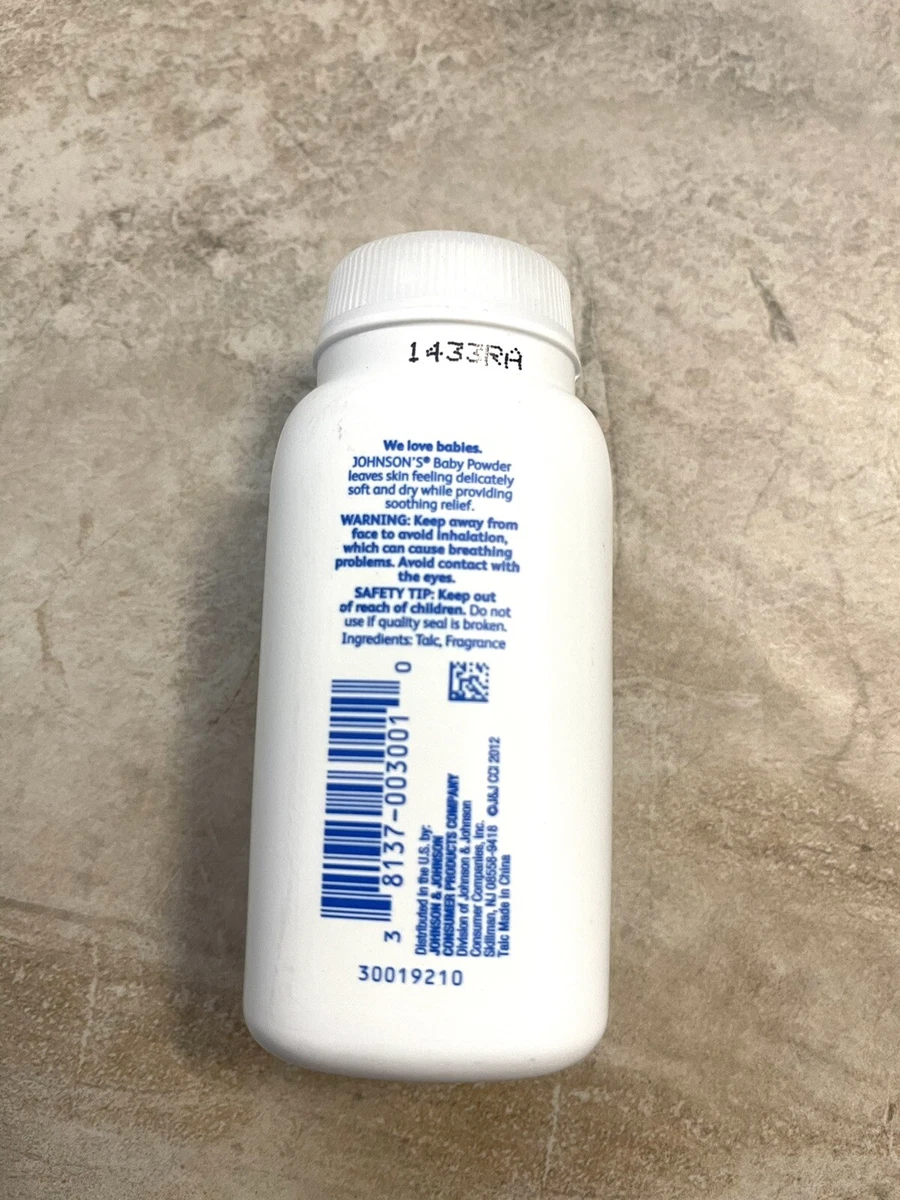 1433RA
We love babies.
JOHNSON'S® Baby Powder
leaves skin feeling delicately
soft and dry while providing
soothing relief.
WARNING: Keep away from
face to avoid inhalation,
which can cause breathing
problems. Avoid contact with
the eyes.
SAFETY TIP: Keep out
of reach of children. Do not
use if quality seal is broken.
Ingredients: Talc, Fragrance
3 8137-003001 0
Distributed in the U.S. by:
JOHNSON & JOHNSON
CONSUMER PRODUCTS COMPANY
Division of Johnson & Johnson
Consumer Companies, Inc.
Skillman, NJ 08558-9418 ©J&J CCI 2012
Talc Made in China
30019210